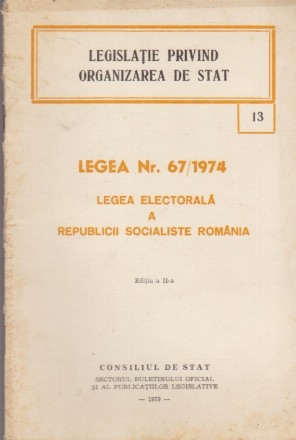 LEGISLAȚIE PRIVIND
ORGANIZAREA DE STAT
13
LEGEA Nr. 67/1974
LEGEA ELECTORALĂ
A
REPUBLICII SOCIALISTE ROMÂNIA
Ediția a II-a
CONSILIUL DE STAT
SECTORUL BULETINULUI OFICIAL
ȘI AL PUBLICAȚIILOR LEGISLATIVE
— 1979 —